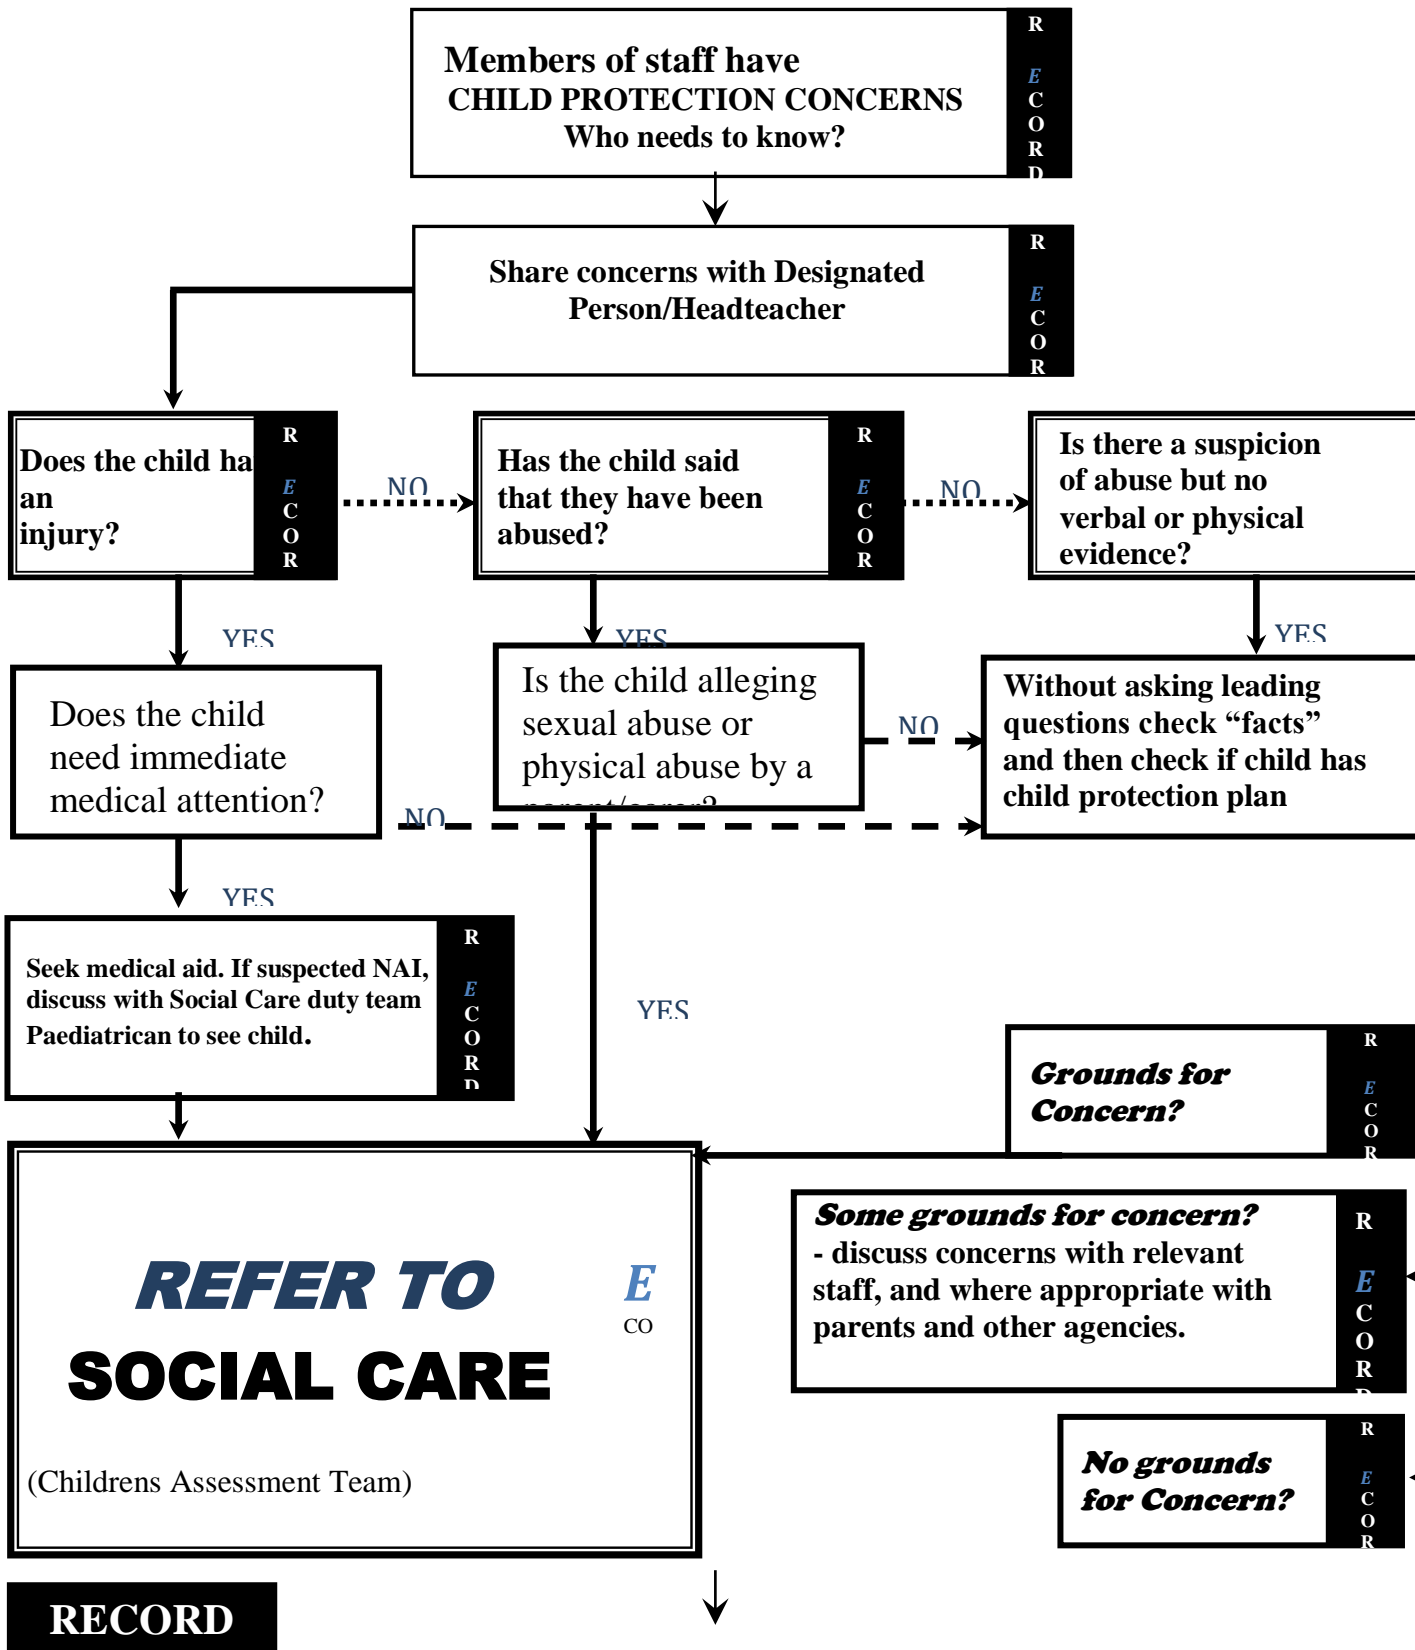 Members of staff have
CHILD PROTECTION CONCERNS
Who needs to know?
R
E
C
O
R
D
Share concerns with Designated
Person/Headteacher
R
E
C
O
R
Does the child ha
an
injury?
R
E
C
O
R
NO
Has the child said
that they have been
abused?
R
E
C
O
R
NO
Is there a suspicion
of abuse but no
verbal or physical
evidence?
YES
YES
YES
Does the child
need immediate
medical attention?
NO
Is the child alleging
sexual abuse or
physical abuse by a
parent/carer?
NO
Without asking leading
questions check “facts”
and then check if child has
child protection plan
YES
Seek medical aid. If suspected NAI,
discuss with Social Care duty team
Paediatrican to see child.
R
E
C
O
R
D
YES
Grounds for
Concern?
R
E
C
O
R
Some grounds for concern?
- discuss concerns with relevant
staff, and where appropriate with
parents and other agencies.
R
E
C
O
R
D
No grounds
for Concern?
R
E
C
O
R
REFER TO
SOCIAL CARE
E
CO
(Childrens Assessment Team)
RECORD